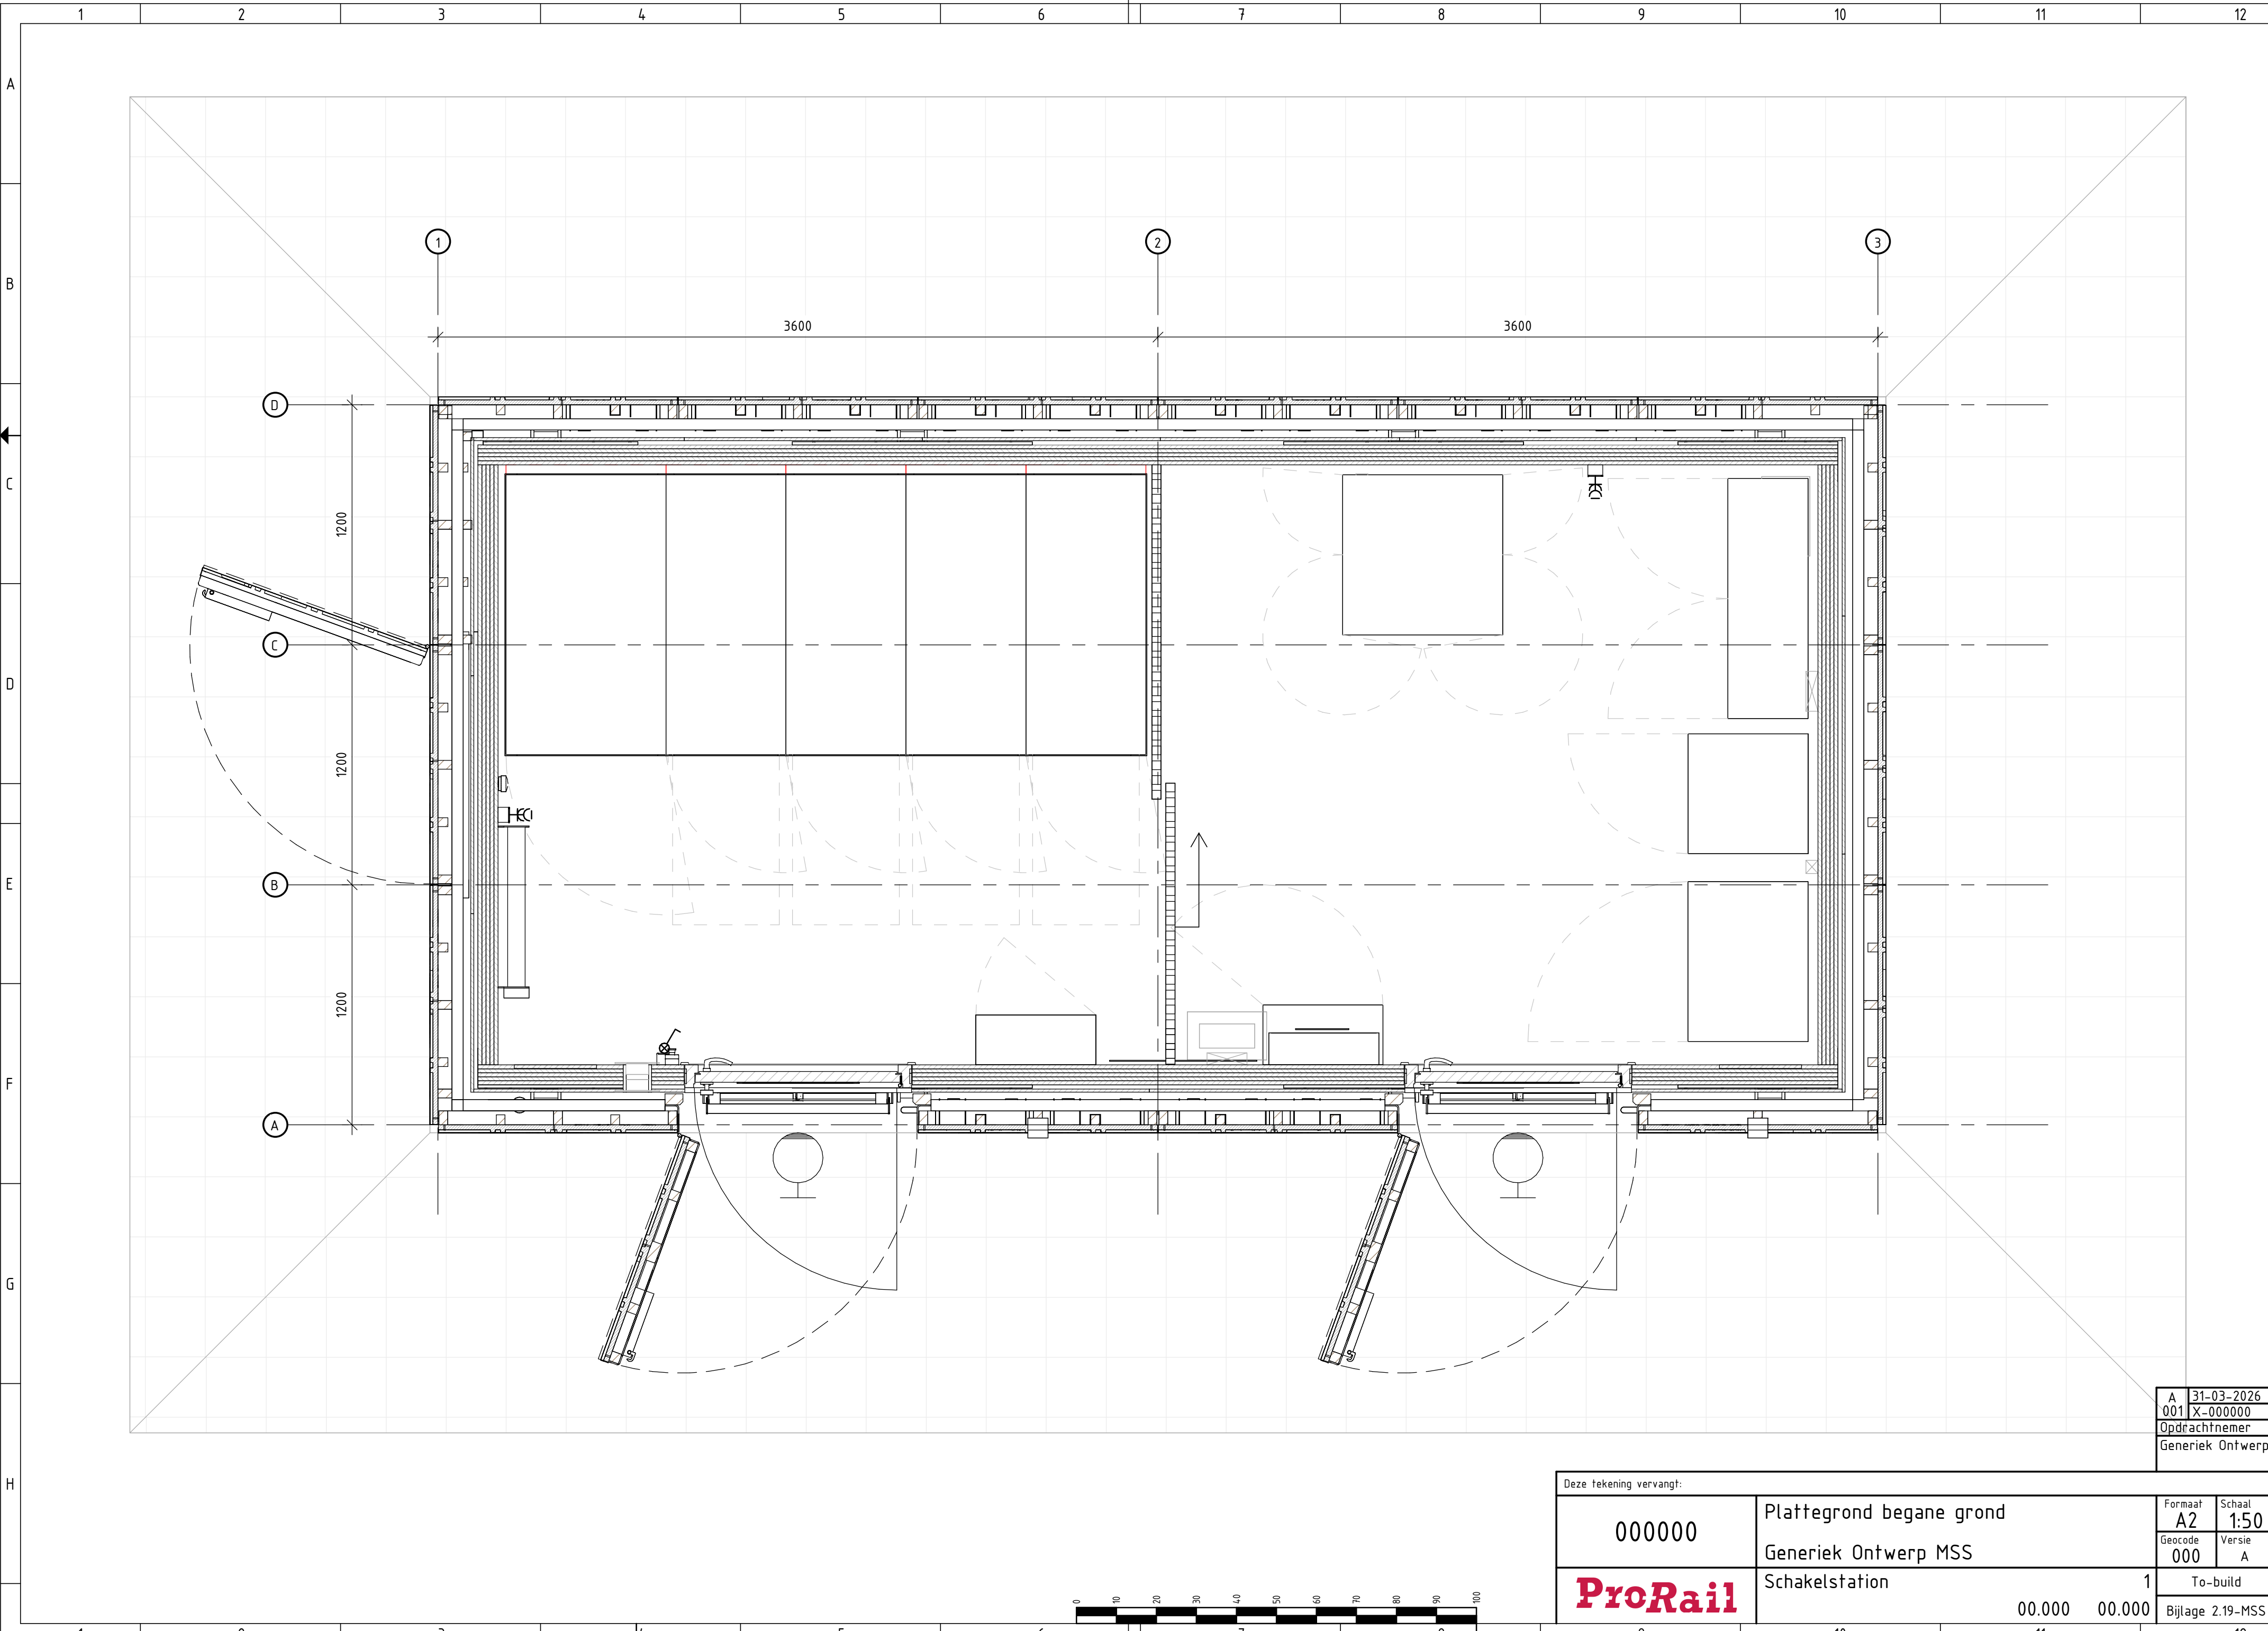 1 2 3 4 5 6 7 8 9 10 11 12
A
B
C
D
E
F
G
H
1 2 3
3600 3600
D
1200
C
1200
B
1200
A
A 31-03-2026
001 X-000000
Opdrachtnemer
Generiek Ontwerp
Deze tekening vervangt:
000000
Plattegrond begane grond
Generiek Ontwerp MSS
Formaat Schaal
A2 1:50
Geocode Versie
000 A
ProRail
Schakelstation 1
00.000 00.000
To-build
Bijlage 2.19-MSS
0 10 20 30 40 50 60 70 80 90 100